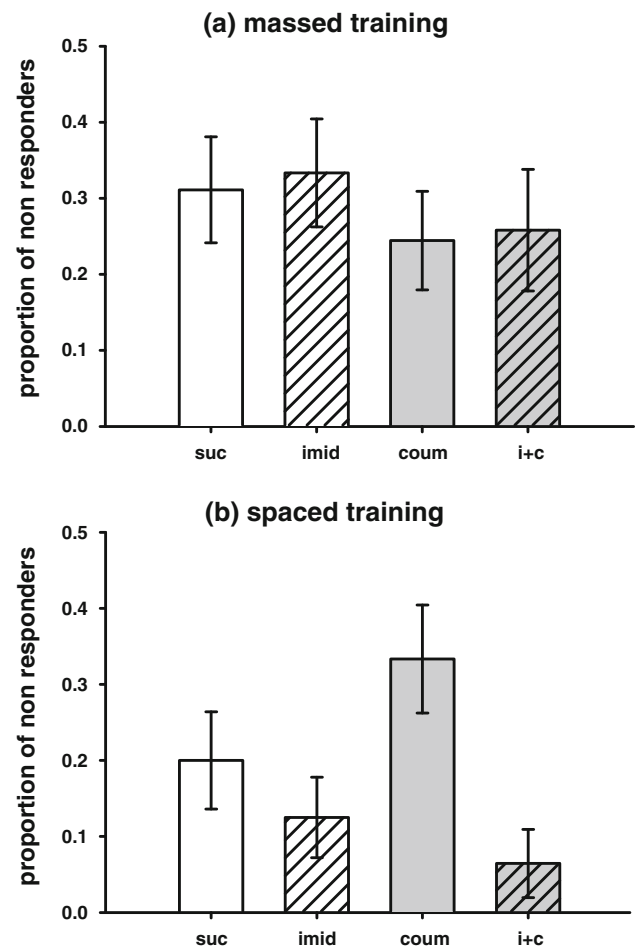 (a) massed training
proportion of non responders
0.5
0.4
0.3
0.2
0.1
0.0
suc imid coum i+c
(b) spaced training
proportion of non responders
0.5
0.4
0.3
0.2
0.1
0.0
suc imid coum i+c